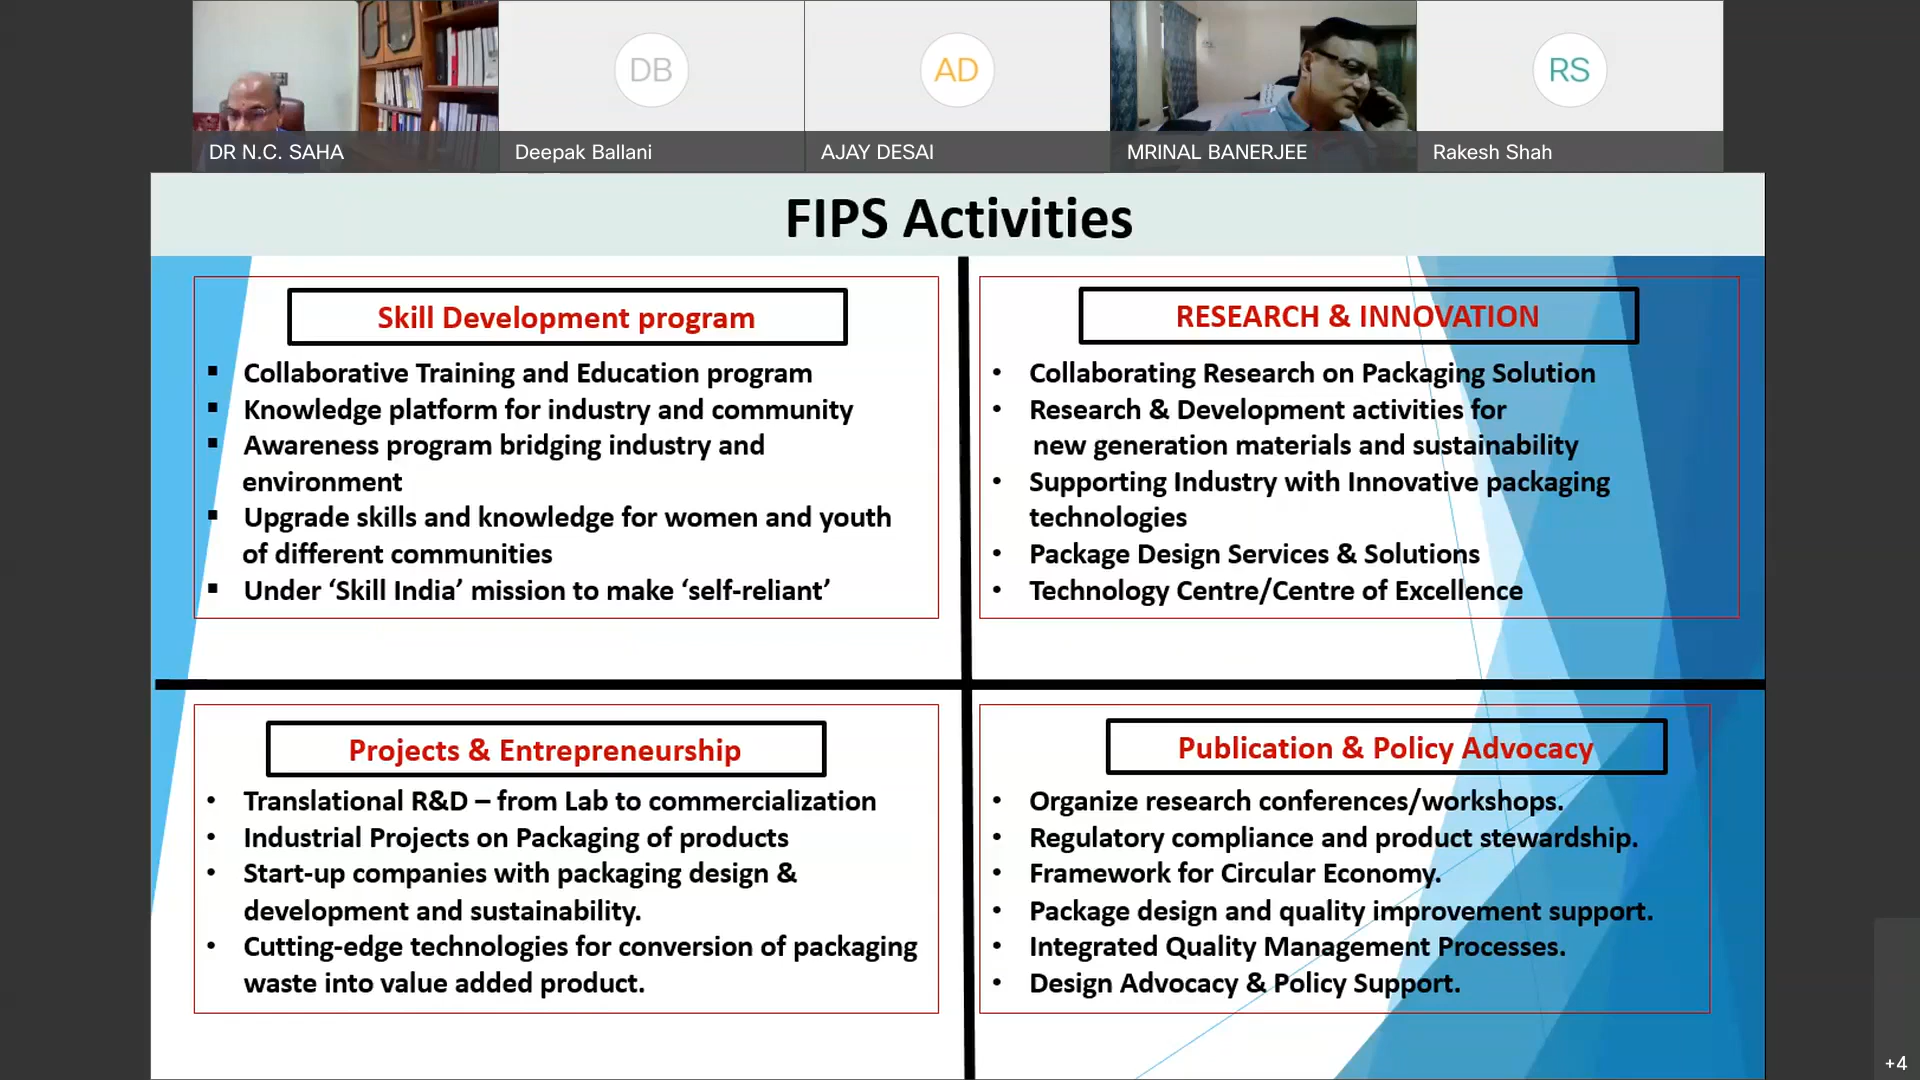 DB
AD
RS
DR N.C. SAHA
Deepak Ballani
AJAY DESAI
MRINAL BANERJEE
Rakesh Shah
FIPS Activities
Skill Development program
▪ Collaborative Training and Education program
▪ Knowledge platform for industry and community
▪ Awareness program bridging industry and
environment
▪ Upgrade skills and knowledge for women and youth
of different communities
▪ Under ‘Skill India’ mission to make ‘self-reliant’
RESEARCH & INNOVATION
• Collaborating Research on Packaging Solution
• Research & Development activities for
new generation materials and sustainability
• Supporting Industry with Innovative packaging
technologies
• Package Design Services & Solutions
• Technology Centre/Centre of Excellence
Projects & Entrepreneurship
• Translational R&D – from Lab to commercialization
• Industrial Projects on Packaging of products
• Start-up companies with packaging design &
development and sustainability.
• Cutting-edge technologies for conversion of packaging
waste into value added product.
Publication & Policy Advocacy
• Organize research conferences/workshops.
• Regulatory compliance and product stewardship.
• Framework for Circular Economy.
• Package design and quality improvement support.
• Integrated Quality Management Processes.
• Design Advocacy & Policy Support.
+4